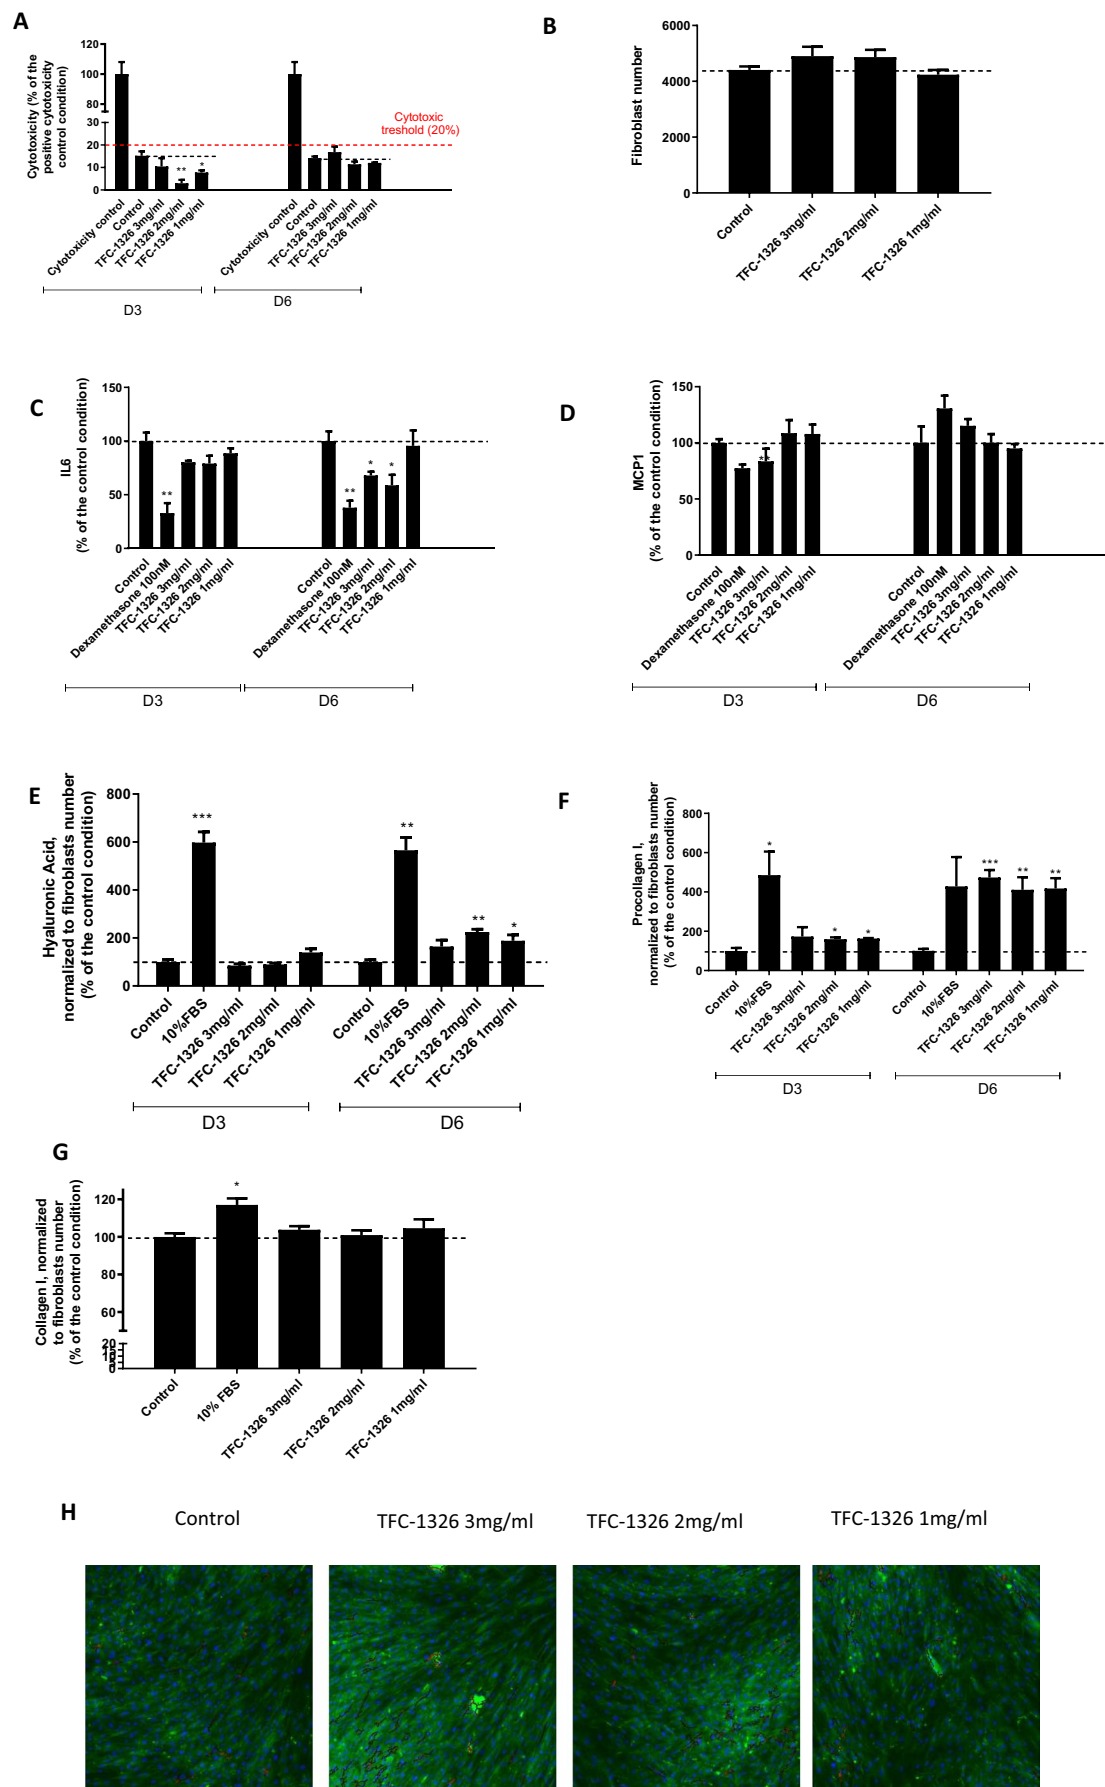 A
Cytotoxicity (% of the
positive cytotoxicity
control condition)
120
100
80
30
20
10
0
Cytotoxic
treshold (20%)
** *
Cytotoxicity control
Control
TFC-1326 3mg/ml
TFC-1326 2mg/ml
TFC-1326 1mg/ml
Cytotoxicity control
Control
TFC-1326 3mg/ml
TFC-1326 2mg/ml
TFC-1326 1mg/ml
D3
D6
B
Fibroblast number
6000
4000
2000
0
Control
TFC-1326 3mg/ml
TFC-1326 2mg/ml
TFC-1326 1mg/ml
C
IL6
(% of the control condition)
150
100
50
0
** ** * *
Control
Dexamethasone 100nM
TFC-1326 3mg/ml
TFC-1326 2mg/ml
TFC-1326 1mg/ml
Control
Dexamethasone 100nM
TFC-1326 3mg/ml
TFC-1326 2mg/ml
TFC-1326 1mg/ml
D3
D6
D
MCP1
(% of the control condition)
150
100
50
0
**
Control
Dexamethasone 100nM
TFC-1326 3mg/ml
TFC-1326 2mg/ml
TFC-1326 1mg/ml
Control
Dexamethasone 100nM
TFC-1326 3mg/ml
TFC-1326 2mg/ml
TFC-1326 1mg/ml
D3
D6
E
Hyaluronic Acid,
normalized to fibroblasts number
(% of the control condition)
800
600
400
200
0
*** ** ** *
Control
10%FBS
TFC-1326 3mg/ml
TFC-1326 2mg/ml
TFC-1326 1mg/ml
Control
10%FBS
TFC-1326 3mg/ml
TFC-1326 2mg/ml
TFC-1326 1mg/ml
D3
D6
F
Procollagen I,
normalized to fibroblasts number
(% of the control condition)
800
600
400
200
0
* * * *** ** **
Control
10%FBS
TFC-1326 3mg/ml
TFC-1326 2mg/ml
TFC-1326 1mg/ml
Control
10%FBS
TFC-1326 3mg/ml
TFC-1326 2mg/ml
TFC-1326 1mg/ml
D3
D6
G
Collagen I, normalized
to fibroblasts number
(% of the control condition)
120
100
80
60
20
15
10
5
0
*
Control
10% FBS
TFC-1326 3mg/ml
TFC-1326 2mg/ml
TFC-1326 1mg/ml
H
Control
TFC-1326 3mg/ml
TFC-1326 2mg/ml
TFC-1326 1mg/ml